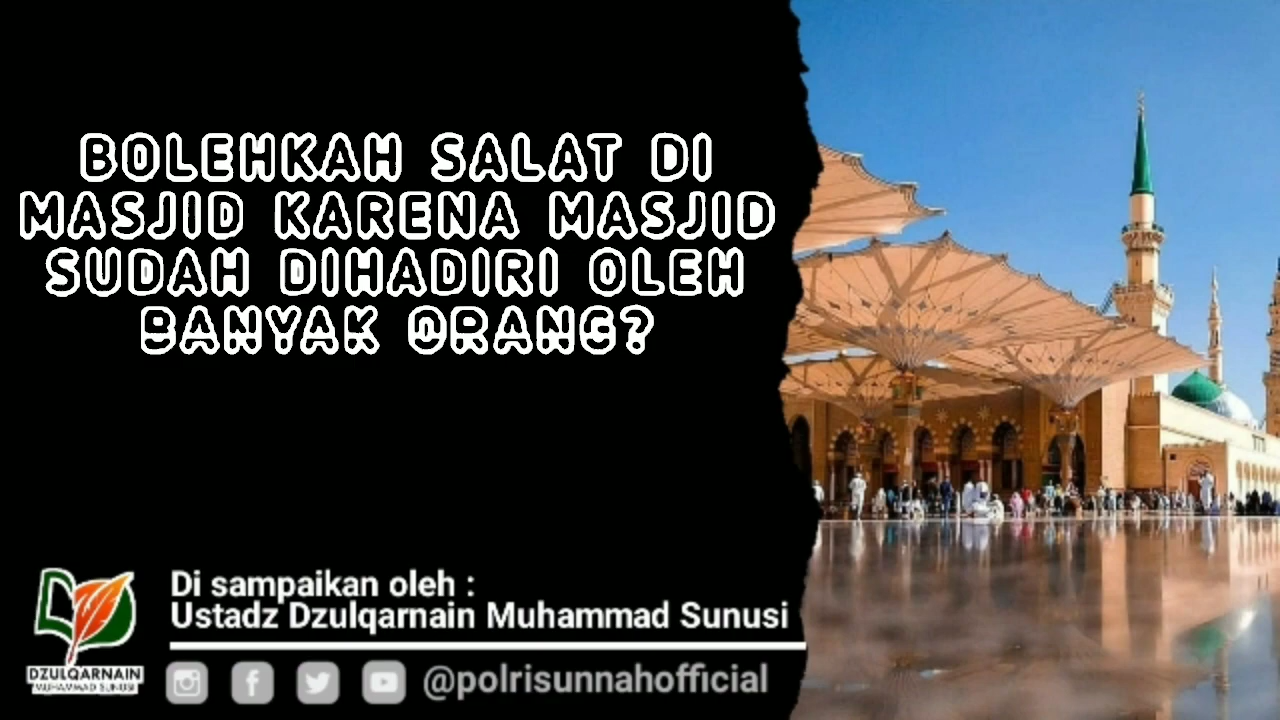 BOLEHKAH SALAT DI
MASJID KARENA MASJID
SUDAH DIHADIRI OLEH
BANYAK ORANG?
Di sampaikan oleh :
Ustadz Dzulqarnain Muhammad Sunusi
DZULQARNAIN
MUHAMMAD SUNUSI
@polrisunnahofficial